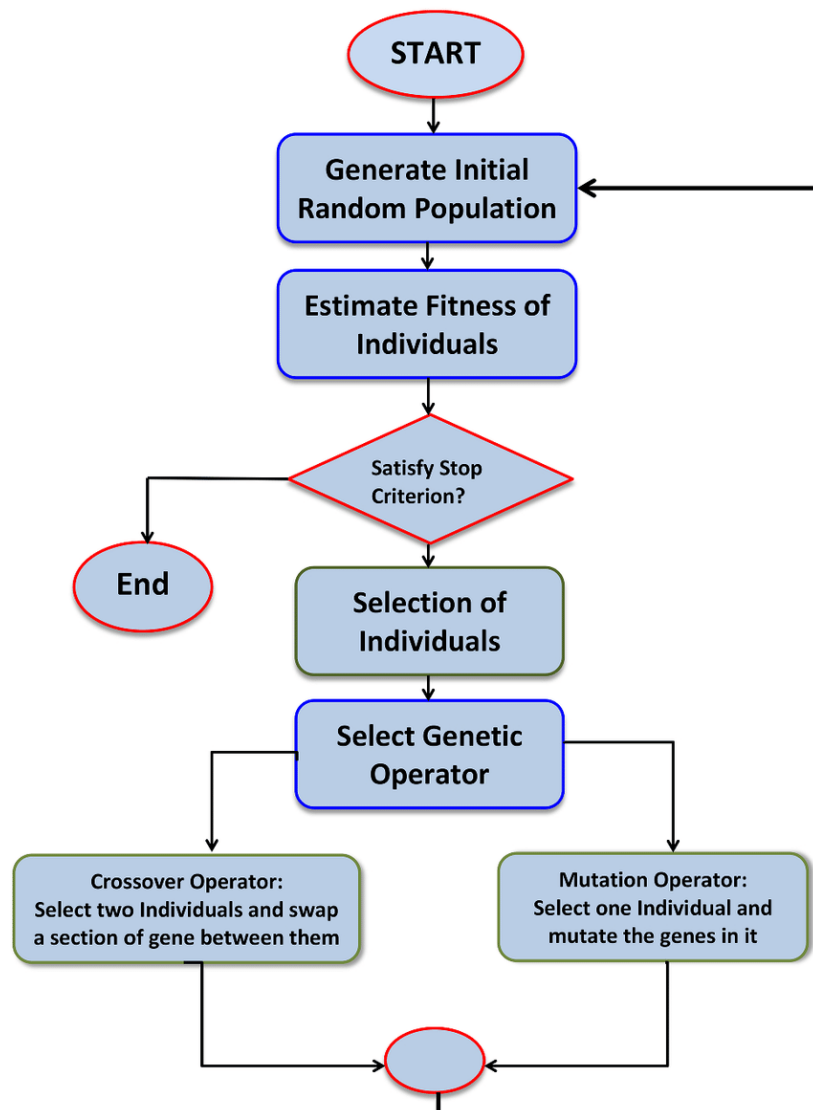 START
Generate Initial
Random Population
Estimate Fitness of
Individuals
Satisfy Stop
Criterion?
End
Selection of
Individuals
Select Genetic
Operator
Crossover Operator:
Select two Individuals and swap
a section of gene between them
Mutation Operator:
Select one Individual and
mutate the genes in it